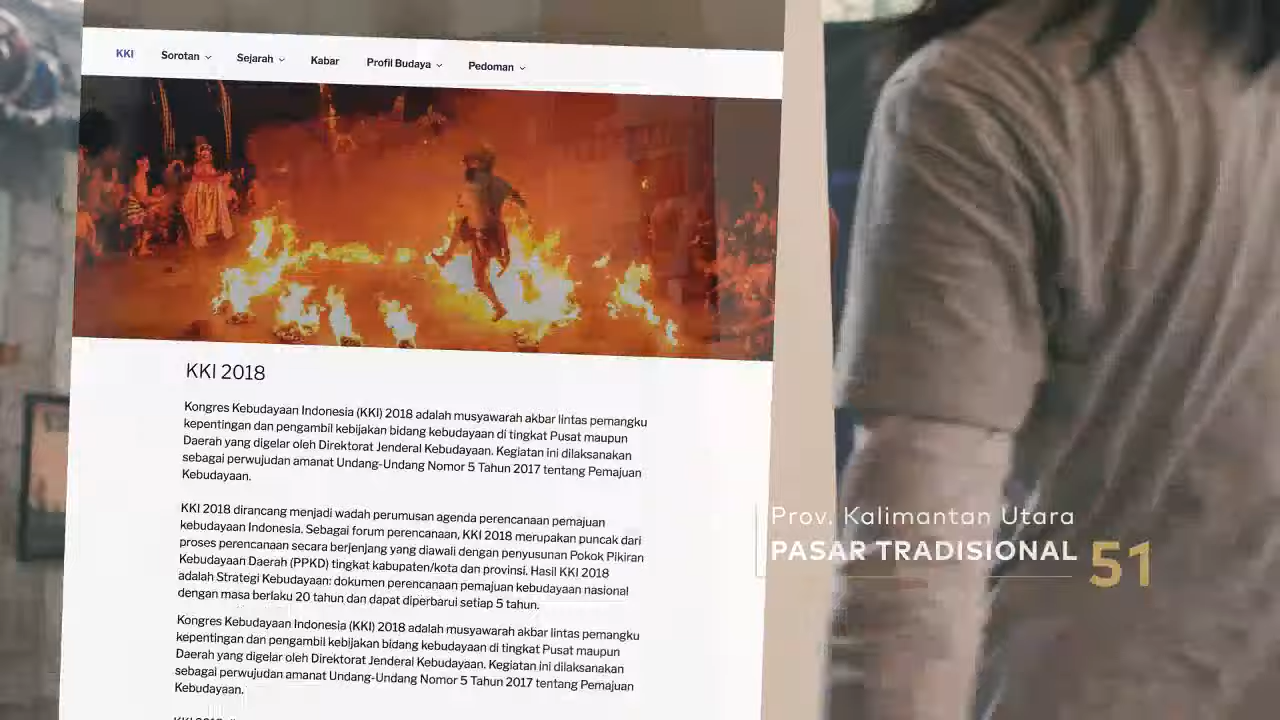 KKI Sorotan Sejarah Kabar Profil Budaya Pedoman
KKI 2018
Kongres Kebudayaan Indonesia (KKI) 2018 adalah musyawarah akbar lintas pemangku
kepentingan dan pengambil kebijakan bidang kebudayaan di tingkat Pusat maupun
Daerah yang digelar oleh Direktorat Jenderal Kebudayaan. Kegiatan ini dilaksanakan
sebagai perwujudan amanat Undang-Undang Nomor 5 Tahun 2017 tentang Pemajuan
Kebudayaan.
KKI 2018 dirancang menjadi wadah perumusan agenda perencanaan pemajuan
kebudayaan Indonesia. Sebagai forum perencanaan, KKI 2018 merupakan puncak dari
proses perencanaan secara berjenjang yang diawali dengan penyusunan Pokok Pikiran
Kebudayaan Daerah (PPKD) tingkat kabupaten/kota dan provinsi. Hasil KKI 2018
adalah Strategi Kebudayaan: dokumen perencanaan pemajuan kebudayaan nasional
dengan masa berlaku 20 tahun dan dapat diperbarui setiap 5 tahun.
Kongres Kebudayaan Indonesia (KKI) 2018 adalah musyawarah akbar lintas pemangku
kepentingan dan pengambil kebijakan bidang kebudayaan di tingkat Pusat maupun
Daerah yang digelar oleh Direktorat Jenderal Kebudayaan. Kegiatan ini dilaksanakan
sebagai perwujudan amanat Undang-Undang Nomor 5 Tahun 2017 tentang Pemajuan
Kebudayaan.
Prov. Kalimantan Utara
PASAR TRADISIONAL 51